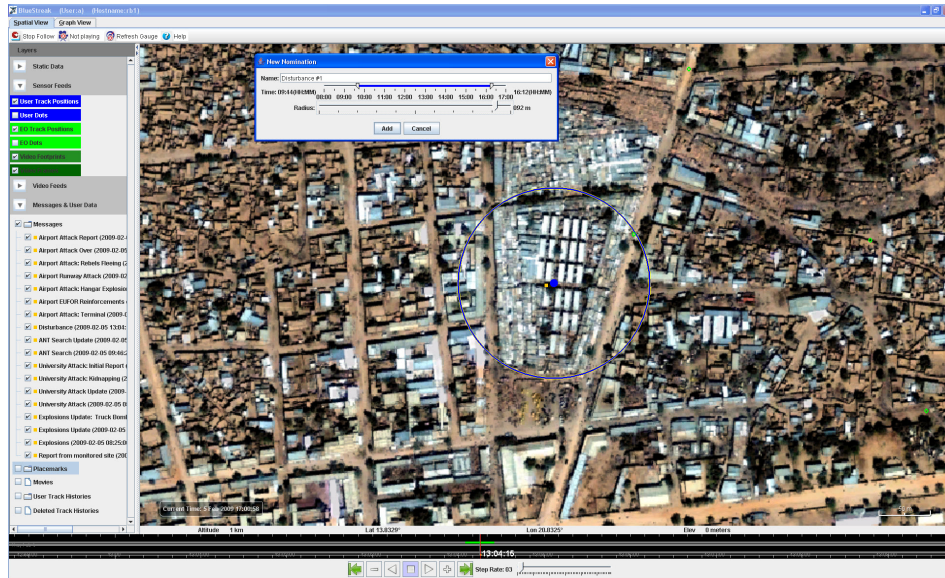 BlueStreak (User:a) (Hostname:rb1)
Spatial View Graph View
Stop Follow Not playing Refresh Gauge Help
Layers
Static Data
Sensor Feeds
User Track Positions
User Dots
EO Track Positions
EO Dots
Video Footprints
Video Feeds
Messages & User Data
Messages
Airport Attack Report (2009-02-
Airport Attack Over (2009-02-05
Airport Attack: Rebels Fleeing (2
Airport Runway Attack (2009-02
Airport Attack: Hangar Explosio
Airport EUFOR Reinforcements
Airport Attack: Terminal (2009-0
Disturbance (2009-02-05 13:04:
ANT Search Update (2009-02-05
ANT Search (2009-02-05 09:46:
University Attack: Initial Report (
University Attack: Kidnapping (2
University Attack Update (2009-
University Attack (2009-02-05 0
Explosions Update: Truck Bomb
Explosions Update (2009-02-05
Explosions (2009-02-05 08:25:0
Report from monitored site (200
Placemarks
Movies
User Track Histories
Deleted Track Histories
New Nomination
Name: Disturbance #1
Time: 09:44(HH:MM) 16:12(HH:MM)
08:00 09:00 10:00 11:00 12:00 13:00 14:00 15:00 16:00 17:00
Radius: 092 m
Add Cancel
Current Time: 5 Feb 2009 17:00:58
50 m
Altitude 1 km Lat 13.8329° Lon 20.8325° Elev 0 meters
13:04:15
Step Rate: 03